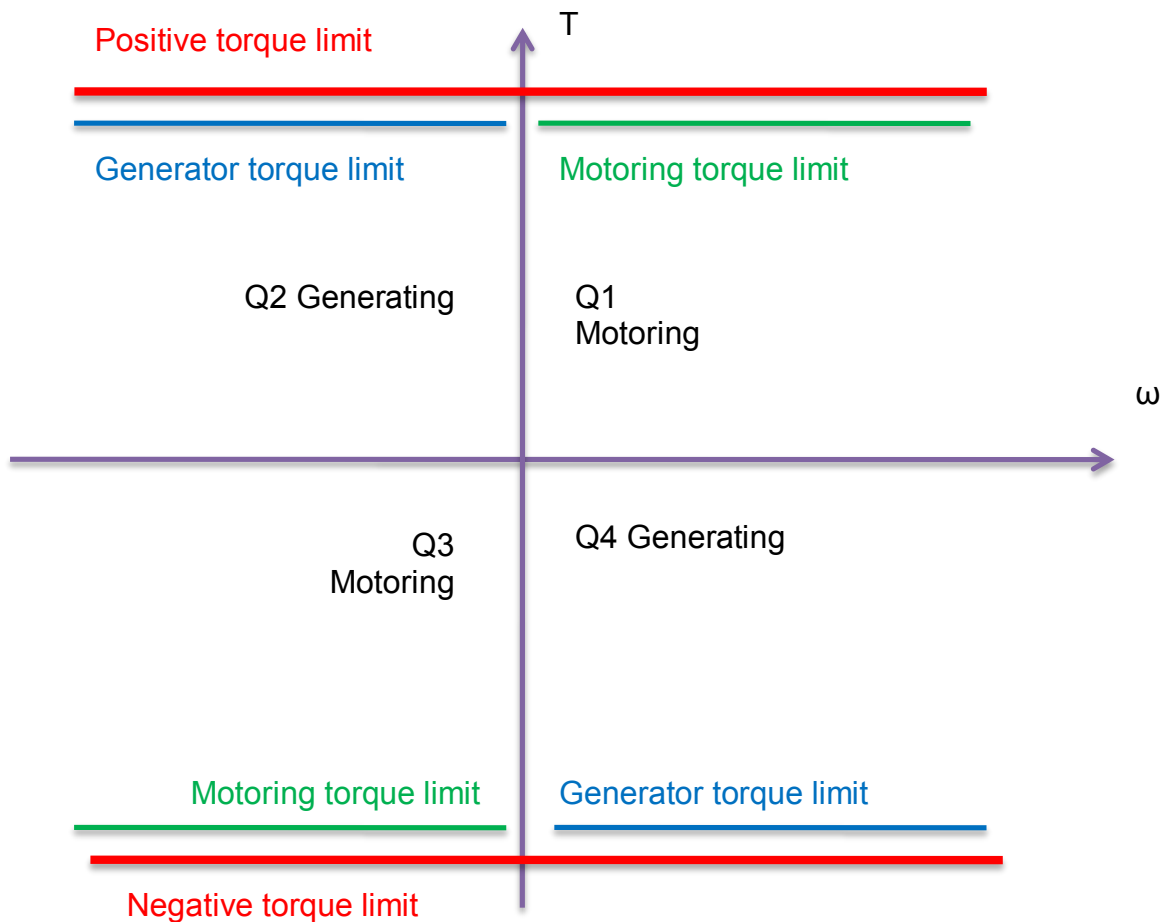 T
Positive torque limit
Generator torque limit
Motoring torque limit
Q2 Generating
Q1
Motoring
ω
Q3
Motoring
Q4 Generating
Motoring torque limit
Generator torque limit
Negative torque limit